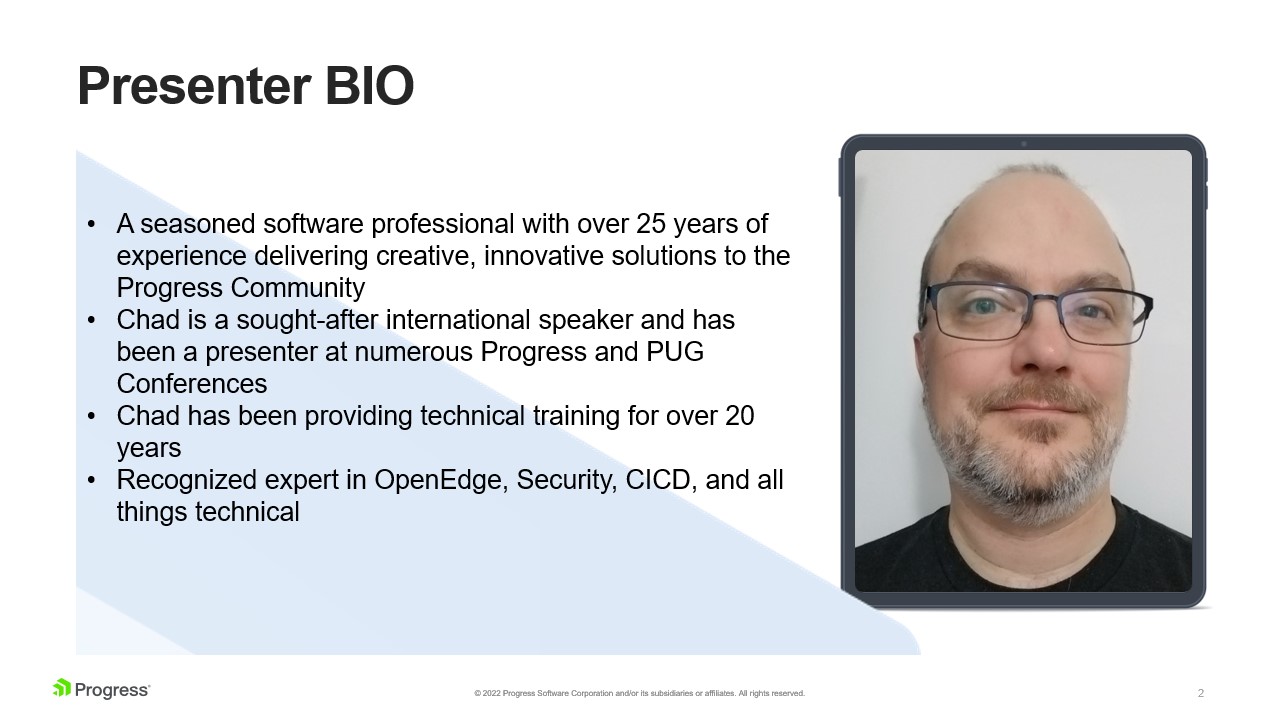 Presenter BIO
• A seasoned software professional with over 25 years of
experience delivering creative, innovative solutions to the
Progress Community
• Chad is a sought-after international speaker and has
been a presenter at numerous Progress and PUG
Conferences
• Chad has been providing technical training for over 20
years
• Recognized expert in OpenEdge, Security, CICD, and all
things technical
Progress
© 2022 Progress Software Corporation and/or its subsidiaries or affiliates. All rights reserved.
2